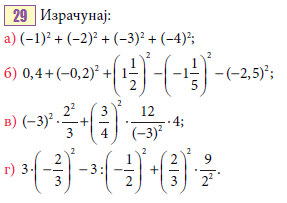 29 Израчунај:
а) (−1)² + (−2)² + (−3)² + (−4)²;
б) 0,4 + (−0,2)² + (1 1/2)² − (−1 1/5)² − (−2,5)²;
в) (−3)² · 2²/3 + (3/4)² · 12/(−3)² · 4;
г) 3 · (−2/3)² − 3 : (−1/2)² + (2/3)² · 9/2².